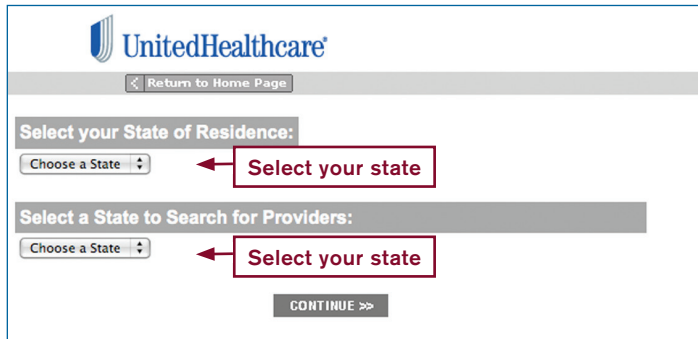 UnitedHealthcare®
Return to Home Page
Select your State of Residence:
Choose a State
Select your state
Select a State to Search for Providers:
Choose a State
Select your state
CONTINUE >>